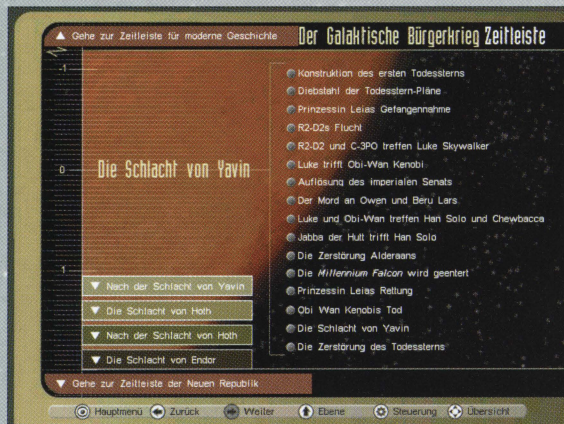 Gehe zur Zeitleiste für moderne Geschichte
Der Galaktische Bürgerkrieg Zeitleiste
-1
0
1
Die Schlacht von Yavin
Konstruktion des ersten Todessterns
Diebstahl der Todesstern-Pläne
Prinzessin Leias Gefangennahme
R2-D2s Flucht
R2-D2 und C-3PO treffen Luke Skywalker
Luke trifft Obi-Wan Kenobi
Auflösung des Imperialen Senats
Der Mord an Owen und Beru Lars
Luke und Obi-Wan treffen Han Solo und Chewbacca
Jabba der Hutt trifft Han Solo
Die Zerstörung Alderaans
Die Millennium Falcon wird geentert
Prinzessin Leias Rettung
Obi Wan Kenobis Tod
Die Schlacht von Yavin
Die Zerstörung des Todessterns
Nach der Schlacht von Yavin
Die Schlacht von Hoth
Nach der Schlacht von Hoth
Die Schlacht von Endor
Gehe zur Zeitleiste der Neuen Republik
Hauptmenü Zurück Weiter Ebene Steuerung Übersicht